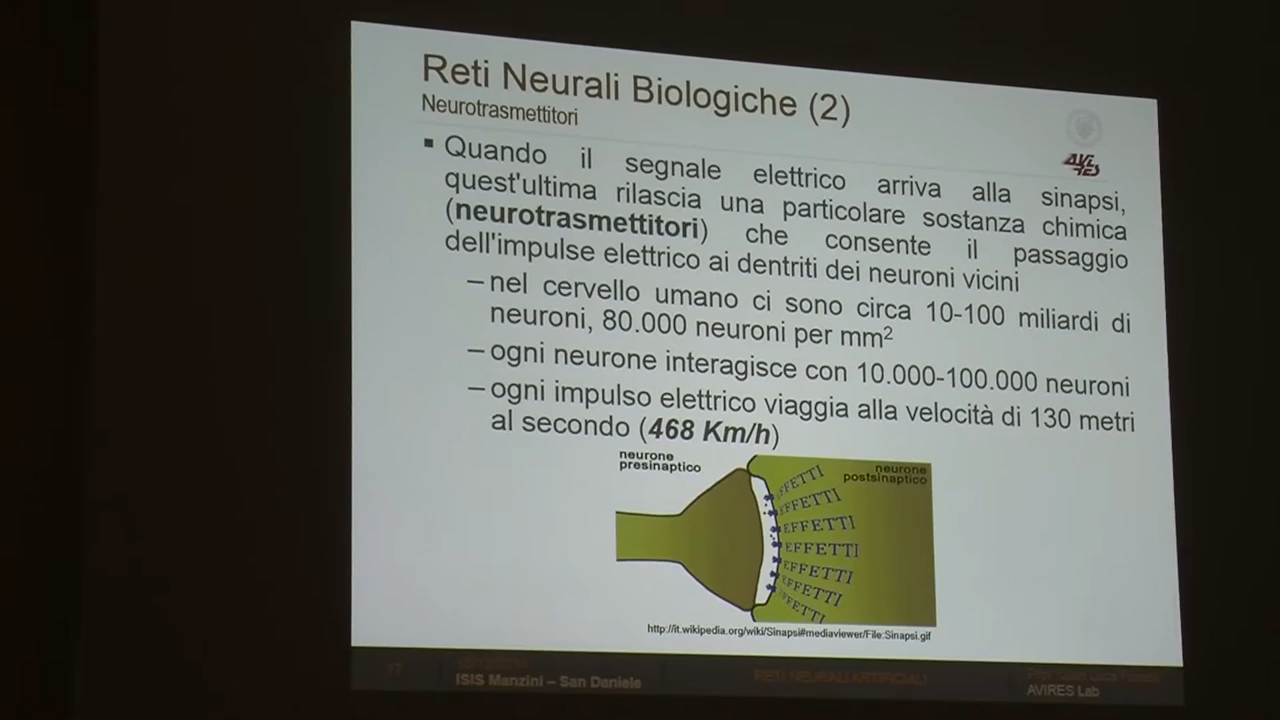 Reti Neurali Biologiche (2)
Neurotrasmettitori
▪ Quando il segnale elettrico arriva alla sinapsi,
quest'ultima rilascia una particolare sostanza chimica
(neurotrasmettitori) che consente il passaggio
dell'impulse elettrico ai dentriti dei neuroni vicini
– nel cervello umano ci sono circa 10-100 miliardi di
neuroni, 80.000 neuroni per mm²
– ogni neurone interagisce con 10.000-100.000 neuroni
– ogni impulso elettrico viaggia alla velocità di 130 metri
al secondo (468 Km/h)
neurone
presinaptico
neurone
postsinaptico
EFFETTI
EFFETTI
EFFETTI
EFFETTI
EFFETTI
EFFETTI
EFFETTI
http://it.wikipedia.org/wiki/Sinapsi#mediaviewer/File:Sinapsi.gif
17
ISIS Manzini – San Daniele
RETI NEURALI ARTIFICIALI
AVIRES Lab